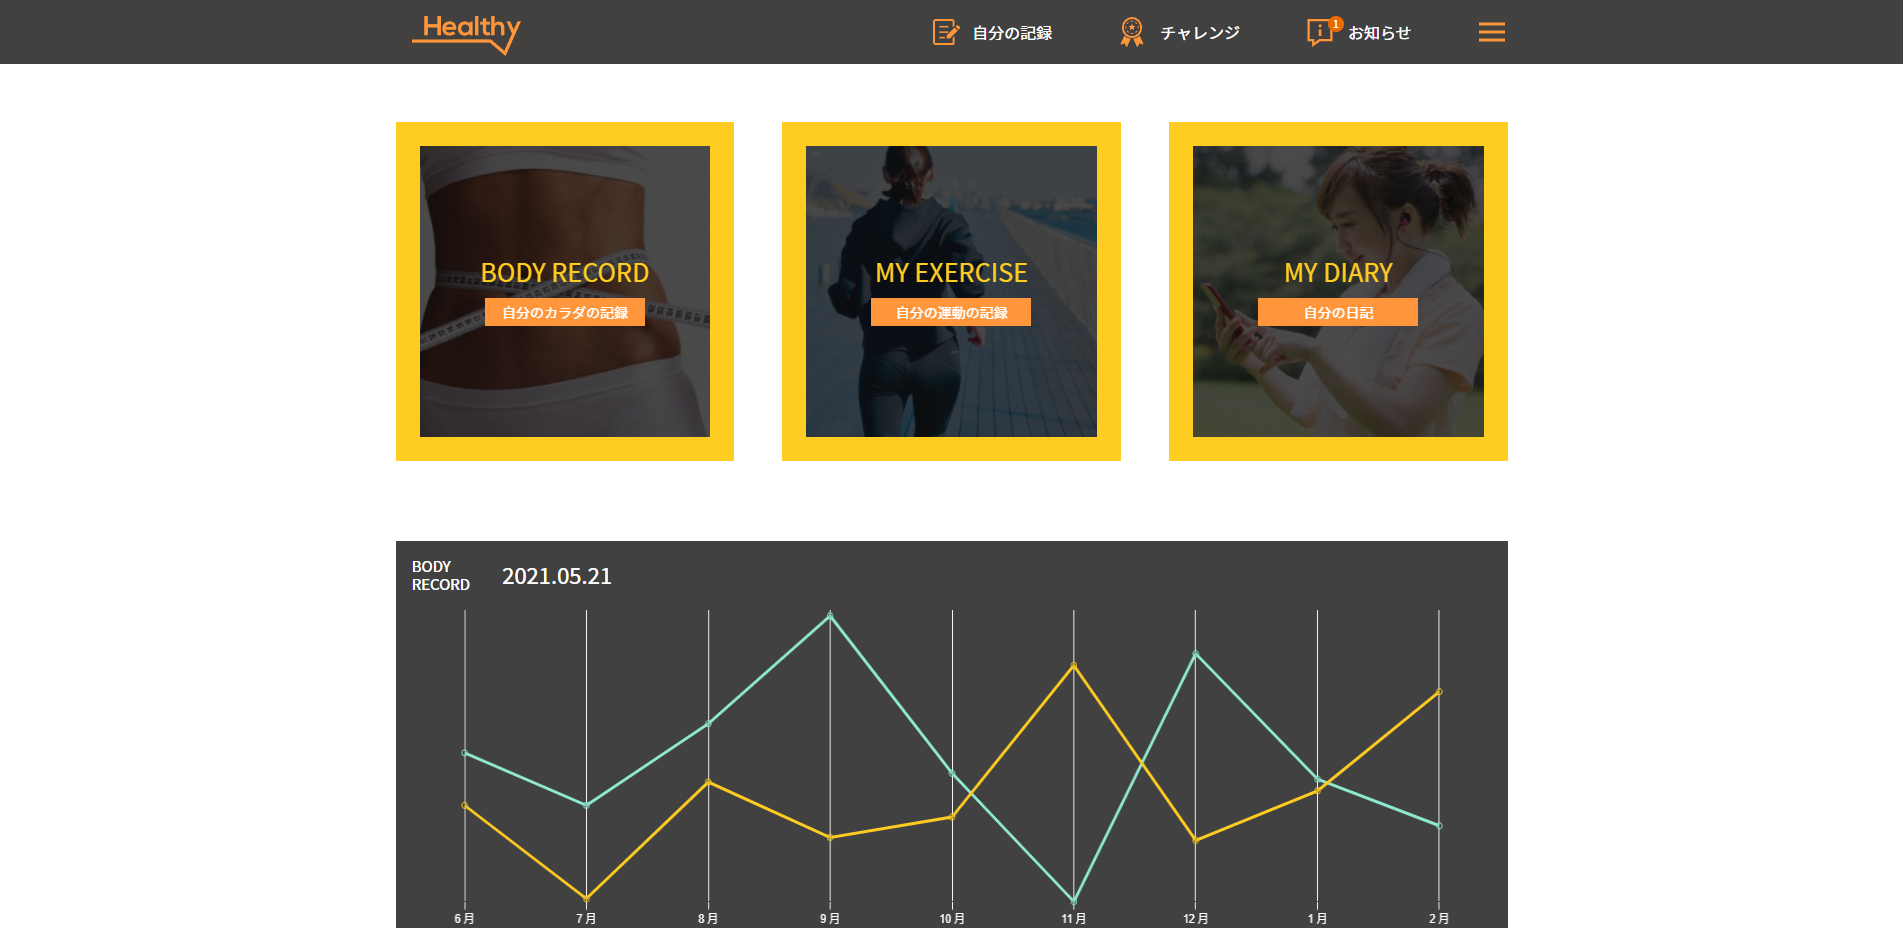 Healthy
自分の記録
チャレンジ
1
お知らせ
BODY RECORD
自分のカラダの記録
MY EXERCISE
自分の運動の記録
MY DIARY
自分の日記
BODY
RECORD
2021.05.21
6月 7月 8月 9月 10月 11月 12月 1月 2月